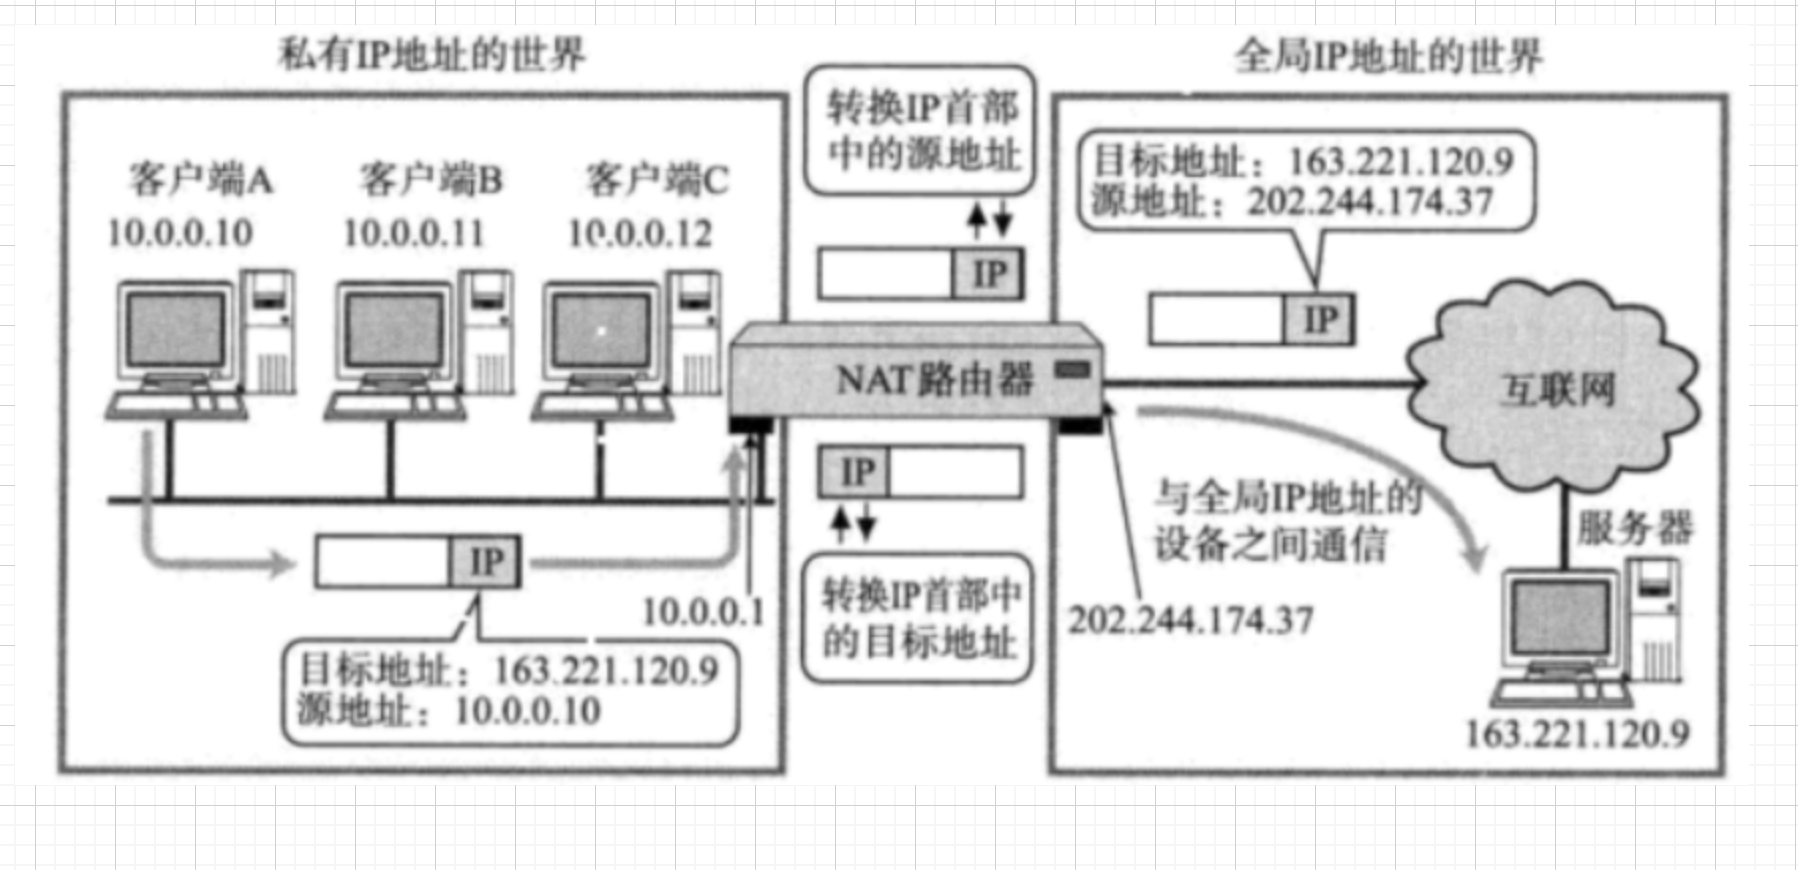 私有IP地址的世界
全局IP地址的世界
转换IP首部
中的源地址
目标地址：163.221.120.9
源地址：202.244.174.37
客户端A
客户端B
客户端C
10.0.0.10
10.0.0.11
10.0.0.12
IP
IP
NAT路由器
互联网
IP
与全局IP地址的
设备之间通信
服务器
IP
10.0.0.1
转换IP首部中
的目标地址
202.244.174.37
目标地址：163.221.120.9
源地址：10.0.0.10
163.221.120.9